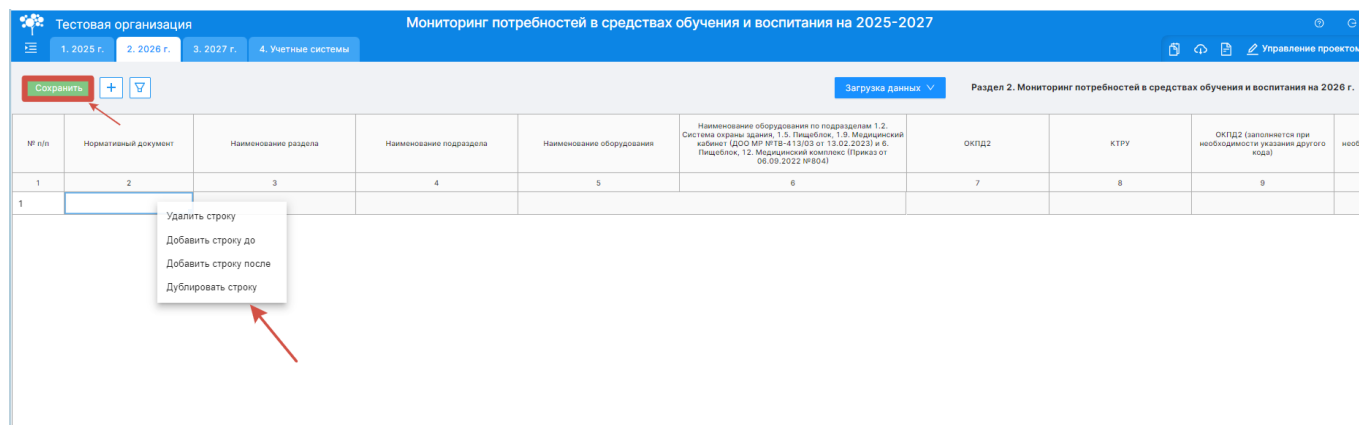 Тестовая организация
Мониторинг потребностей в средствах обучения и воспитания на 2025-2027
1. 2025 г.
2. 2026 г.
3. 2027 г.
4. Учетные системы
Управление проектом
Сохранить
Загрузка данных
Раздел 2. Мониторинг потребностей в средствах обучения и воспитания на 2026 г.
№ п/п
Нормативный документ
Наименование раздела
Наименование подраздела
Наименование оборудования
Наименование оборудования по подразделам 1.2.
Система охраны здания, 1.5. Пищеблок, 1.9. Медицинский
кабинет (ДОО МР №ТВ-413/03 от 13.02.2023) и 6.
Пищеблок, 12. Медицинский комплекс (Приказ от
06.09.2022 №804)
ОКПД2
КТРУ
ОКПД2 (заполняется при
необходимости указания другого
кода)
1
2
3
4
5
6
7
8
9
1
Удалить строку
Добавить строку до
Добавить строку после
Дублировать строку